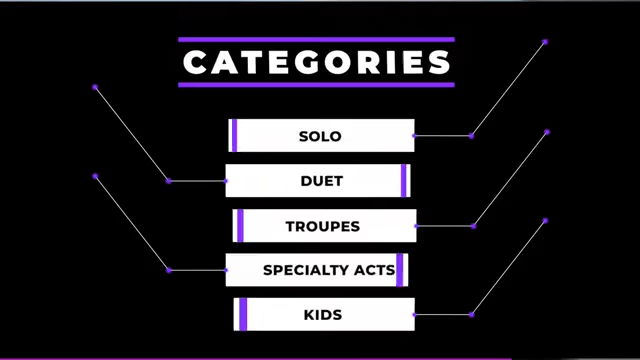 CATEGORIES
SOLO
DUET
TROUPES
SPECIALTY ACTS
KIDS